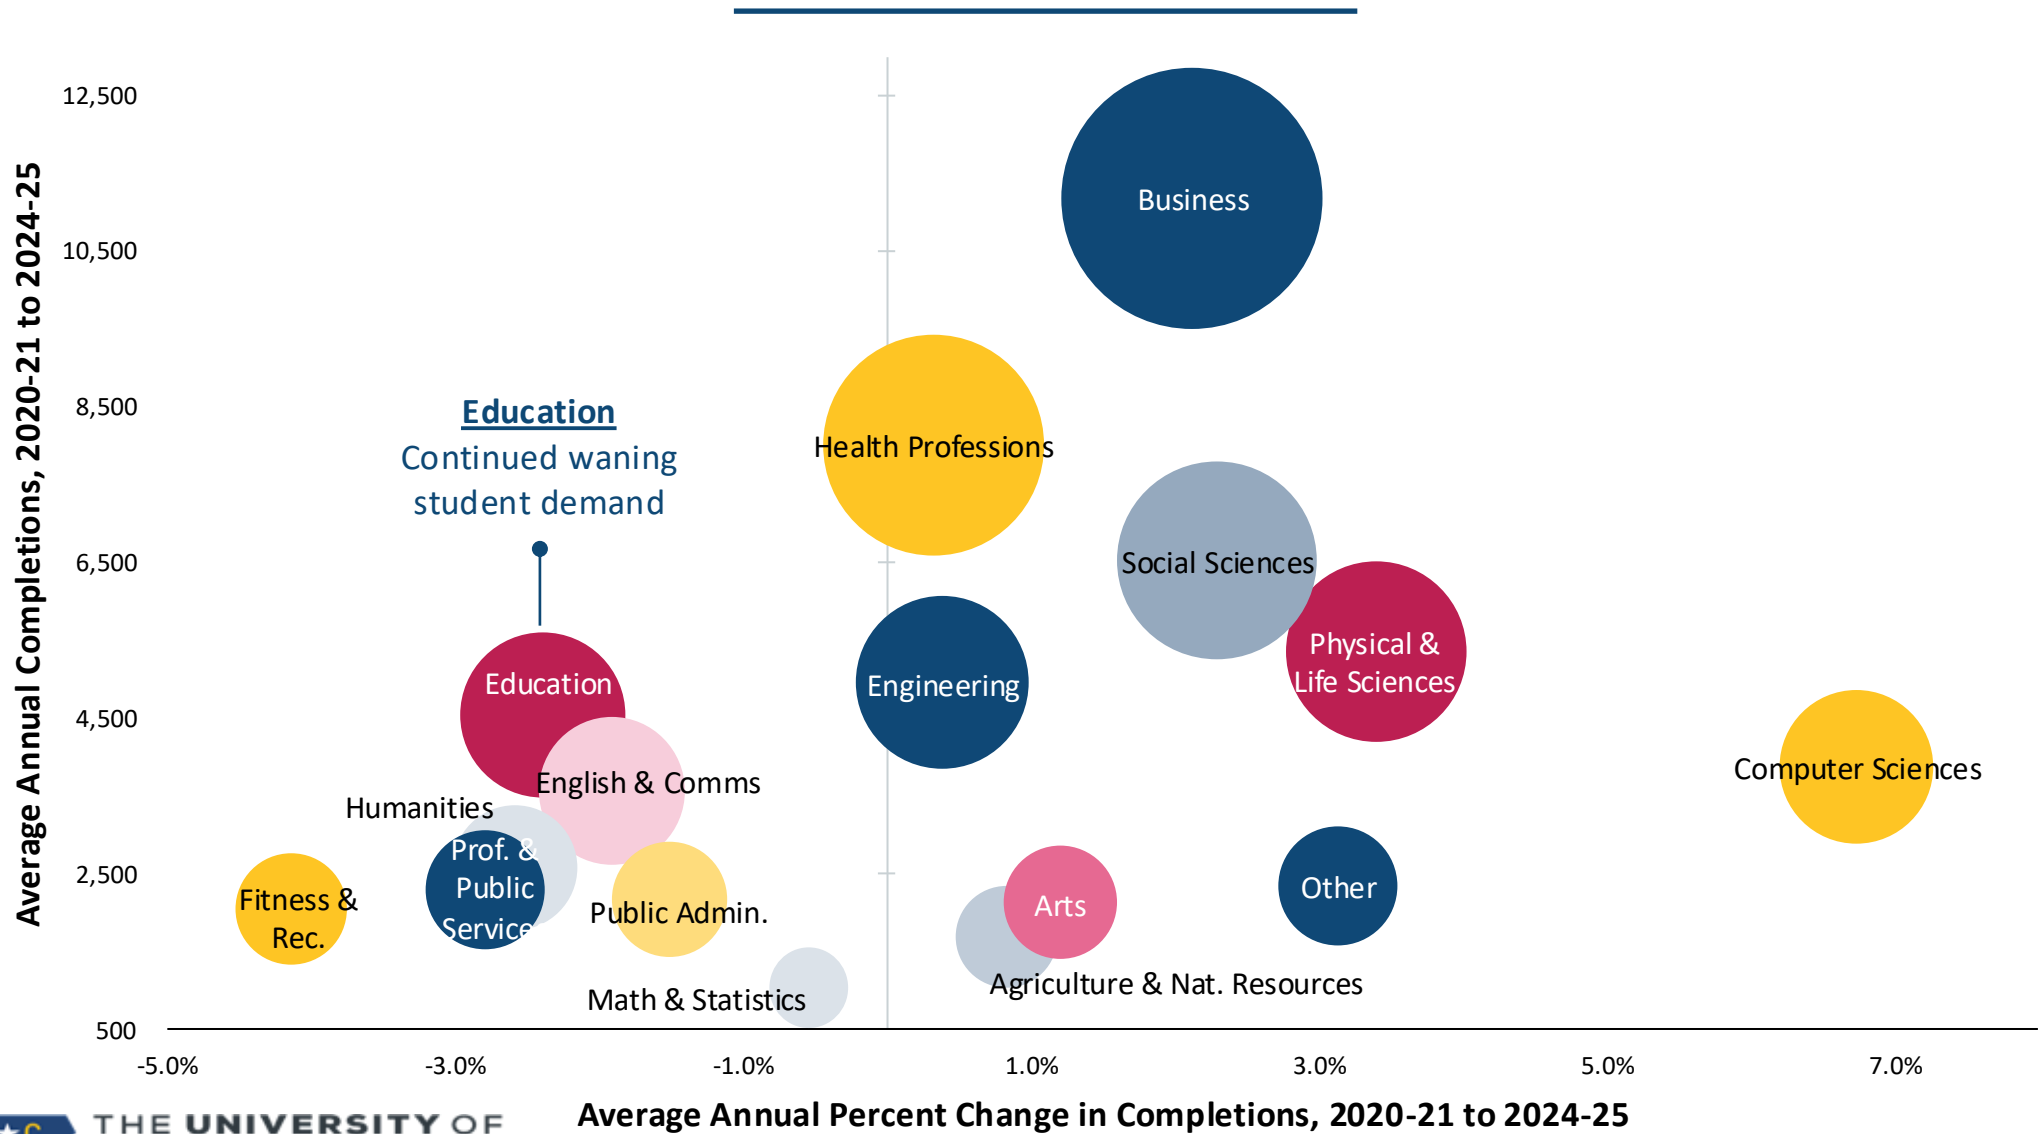 12,500
10,500
8,500
6,500
4,500
2,500
500
Average Annual Completions, 2020-21 to 2024-25
Business
Health Professions
Education
Continued waning
student demand
Social Sciences
Physical &
Life Sciences
Engineering
Education
English & Comms
Computer Sciences
Humanities
Prof. &
Public
Service
Fitness &
Rec.
Public Admin.
Arts
Other
Agriculture & Nat. Resources
Math & Statistics
-5.0%
-3.0%
-1.0%
1.0%
3.0%
5.0%
7.0%
Average Annual Percent Change in Completions, 2020-21 to 2024-25
THE UNIVERSITY OF